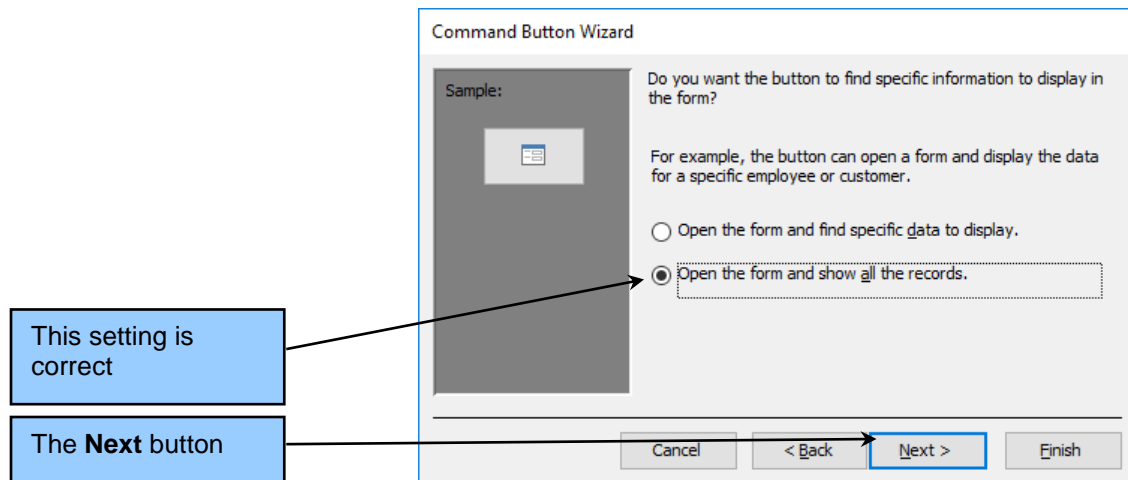 Command Button Wizard
Sample:
Do you want the button to find specific information to display in
the form?
For example, the button can open a form and display the data
for a specific employee or customer.
Open the form and find specific data to display.
Open the form and show all the records.
This setting is
correct
The Next button
Cancel
< Back
Next >
Finish